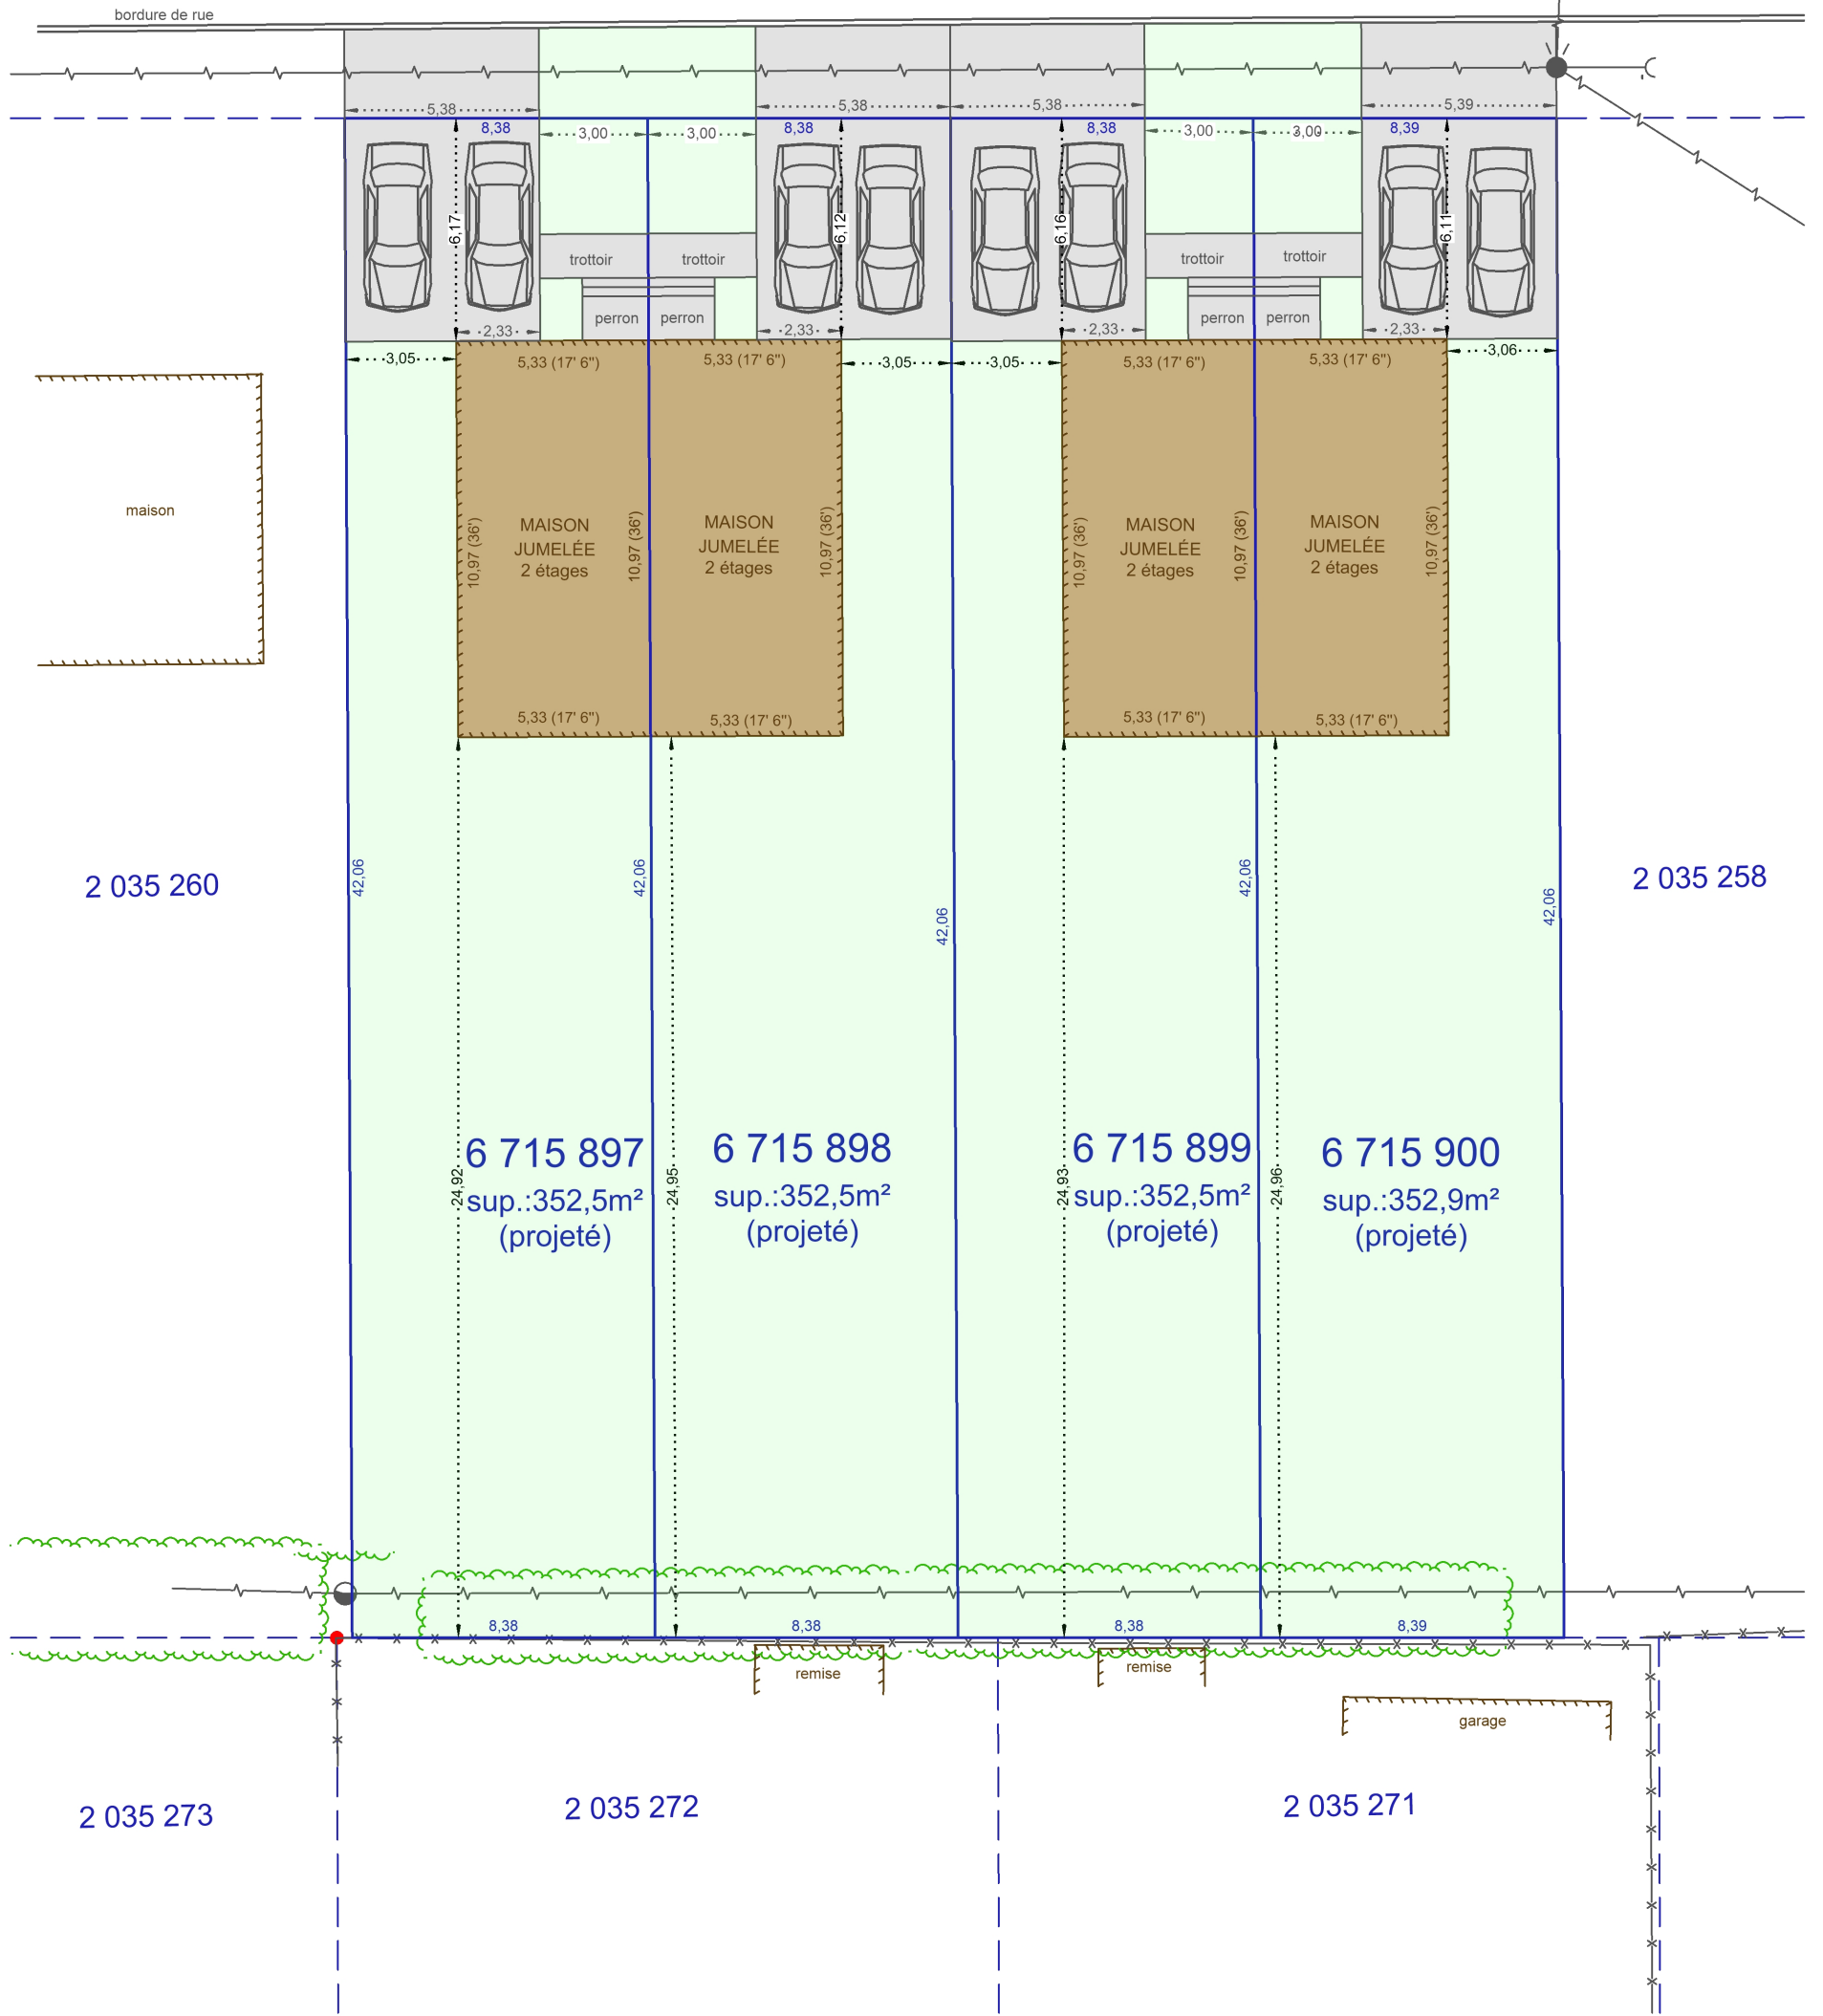 bordure de rue
5,38
5,38
5,38
5,39
8,38
3,00
3,00
8,38
8,38
3,00
3,00
8,39
6,17
6,12
6,16
6,11
trottoir
trottoir
trottoir
trottoir
perron
perron
perron
perron
2,33
2,33
2,33
2,33
3,05
5,33 (17' 6")
5,33 (17' 6")
3,05
3,05
5,33 (17' 6")
5,33 (17' 6")
3,06
maison
10,97 (36')
MAISON
JUMELÉE
2 étages
10,97 (36')
MAISON
JUMELÉE
2 étages
10,97 (36')
10,97 (36')
MAISON
JUMELÉE
2 étages
10,97 (36')
MAISON
JUMELÉE
2 étages
10,97 (36')
5,33 (17' 6")
5,33 (17' 6")
5,33 (17' 6")
5,33 (17' 6")
2 035 260
42,06
42,06
42,06
42,06
42,06
2 035 258
24,92
6 715 897
sup.:352,5m²
(projeté)
24,95
6 715 898
sup.:352,5m²
(projeté)
24,93
6 715 899
sup.:352,5m²
(projeté)
24,96
6 715 900
sup.:352,9m²
(projeté)
8,38
8,38
8,38
8,39
remise
remise
garage
2 035 273
2 035 272
2 035 271